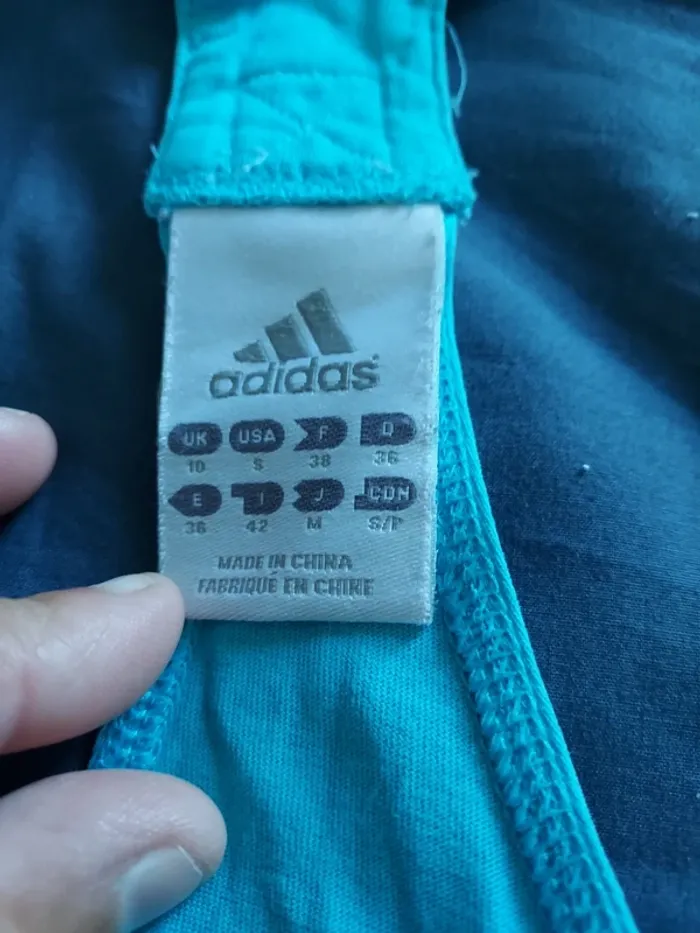 adidas
UK USA F D
10 S 38 36
E I J CDN
36 42 M S/P
MADE IN CHINA
FABRIQUÉ EN CHINE